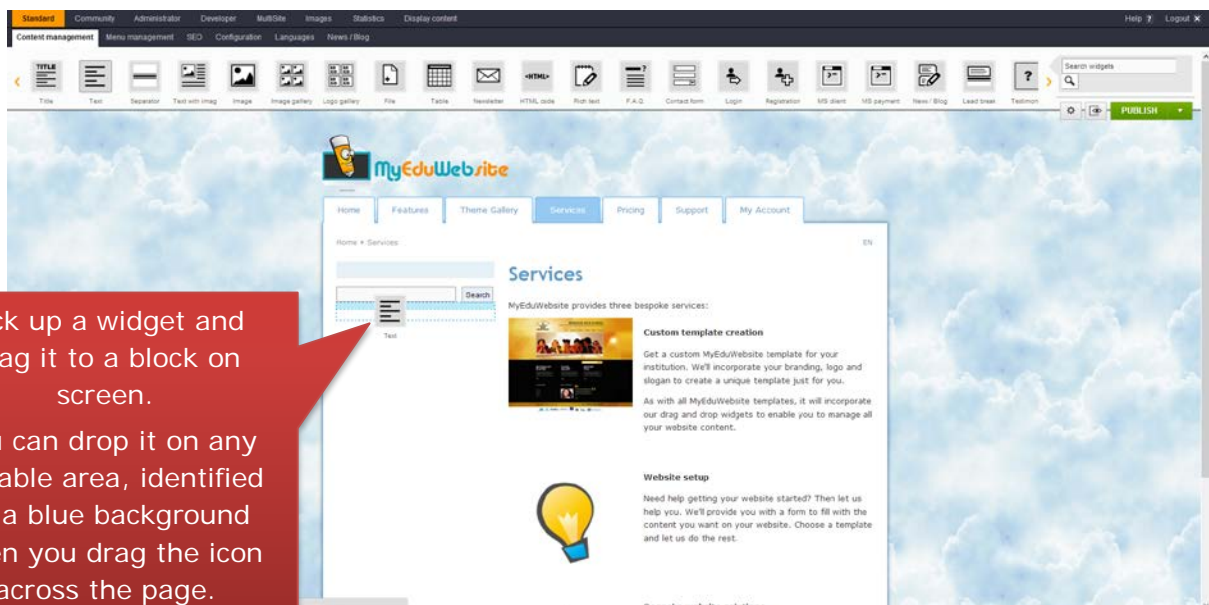 Standard Community Administrator Developer MultiSite Images Statistics Display content Help ? Logout X
Content management Menu management SEO Configuration Languages News / Blog
TITLE
<HTML>
?
Search widgets
Title Text Separator Text with imag Image Image gallery Logo gallery File Table Newsletter HTML code Rich text F.A.Q. Contact form Login Registration MS client MS payment News / Blog Lead break Testimon
PUBLISH
MyEduWebsite
Home Features Theme Gallery Services Pricing Support My Account
Home Services EN
Services
Search
Text
MyEduWebsite provides three bespoke services:
Custom template creation
Get a custom MyEduWebsite template for your
institution. We'll incorporate your branding, logo and
slogan to create a unique template just for you.
As with all MyEduWebsite templates, it will incorporate
our drag and drop widgets to enable you to manage all
your website content.
Website setup
Need help getting your website started? Then let us
help you. We'll provide you with a form to fill with the
content you want on your website. Choose a template
and let us do the rest.
ck up a widget and
ag it to a block on
screen.
can drop it on any
able area, identified
a blue background
en you drag the icon
across the page.